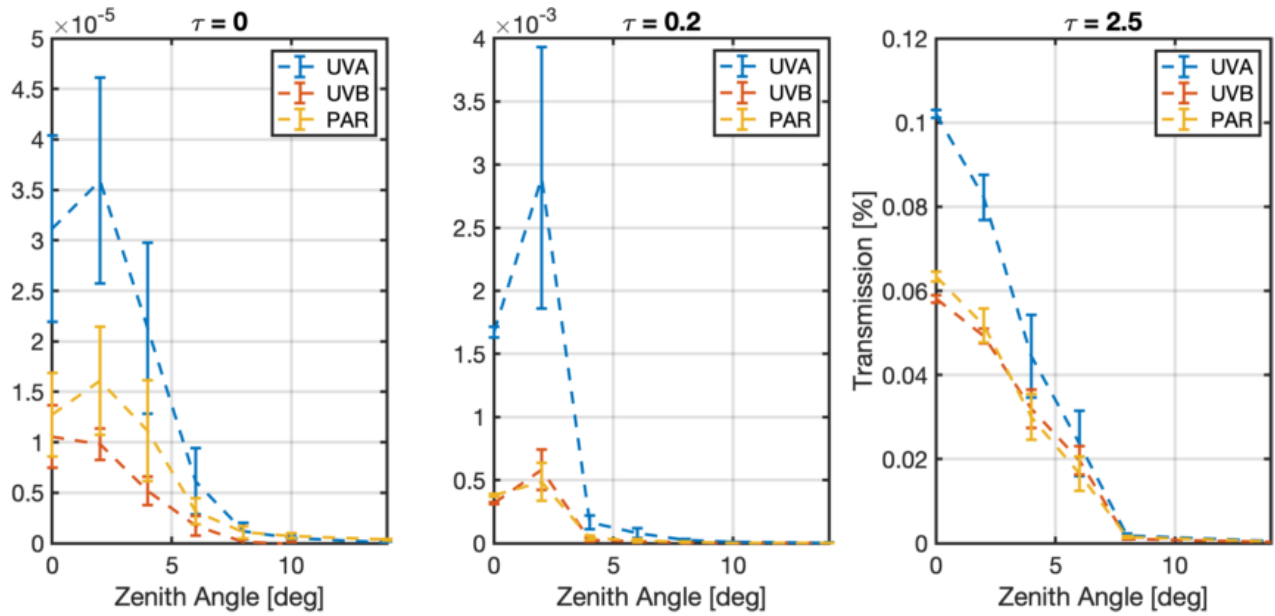 ×10⁻⁵
τ = 0
5
4.5
4
3.5
3
2.5
2
1.5
1
0.5
0
0
5
10
Zenith Angle [deg]
UVA
UVB
PAR
×10⁻³
τ = 0.2
4
3.5
3
2.5
2
1.5
1
0.5
0
0
5
10
Zenith Angle [deg]
UVA
UVB
PAR
τ = 2.5
Transmission [%]
0.12
0.1
0.08
0.06
0.04
0.02
0
0
5
10
Zenith Angle [deg]
UVA
UVB
PAR